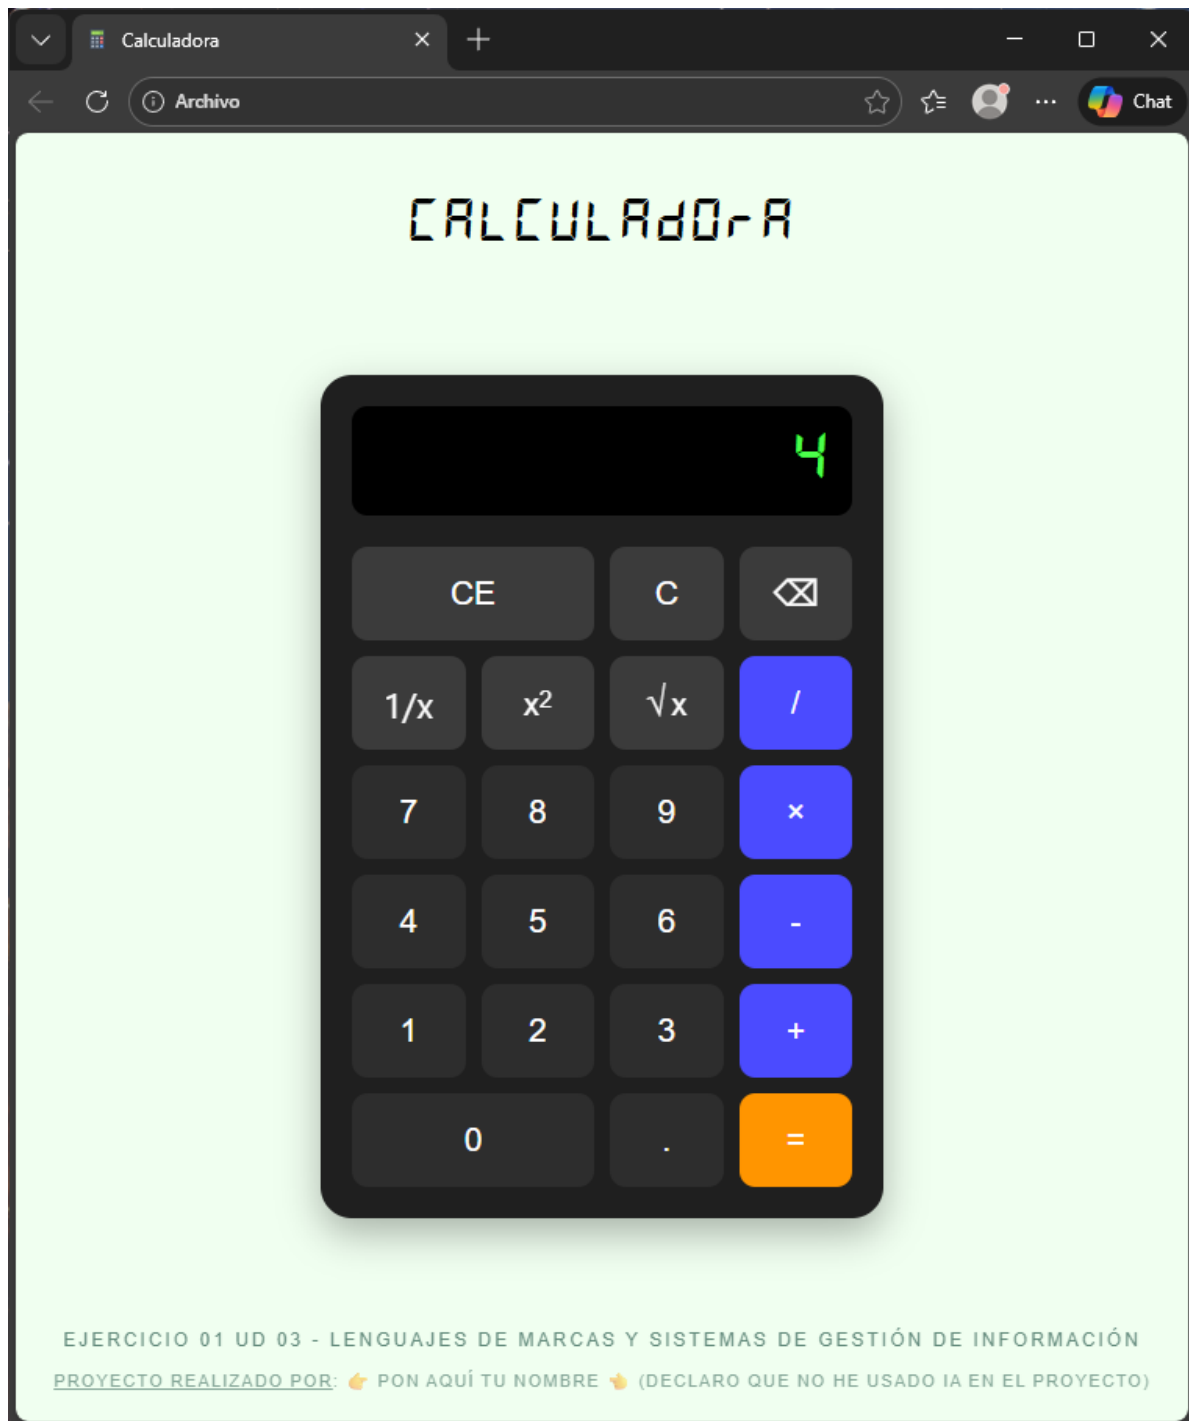 Calculadora
Archivo
Chat
CALCULAdOrA
4
CE C ⌫
1/x x² √x /
7 8 9 ×
4 5 6 -
1 2 3 +
0 . =
EJERCICIO 01 UD 03 - LENGUAJES DE MARCAS Y SISTEMAS DE GESTIÓN DE INFORMACIÓN
PROYECTO REALIZADO POR: 👉 PON AQUÍ TU NOMBRE 👈 (DECLARO QUE NO HE USADO IA EN EL PROYECTO)